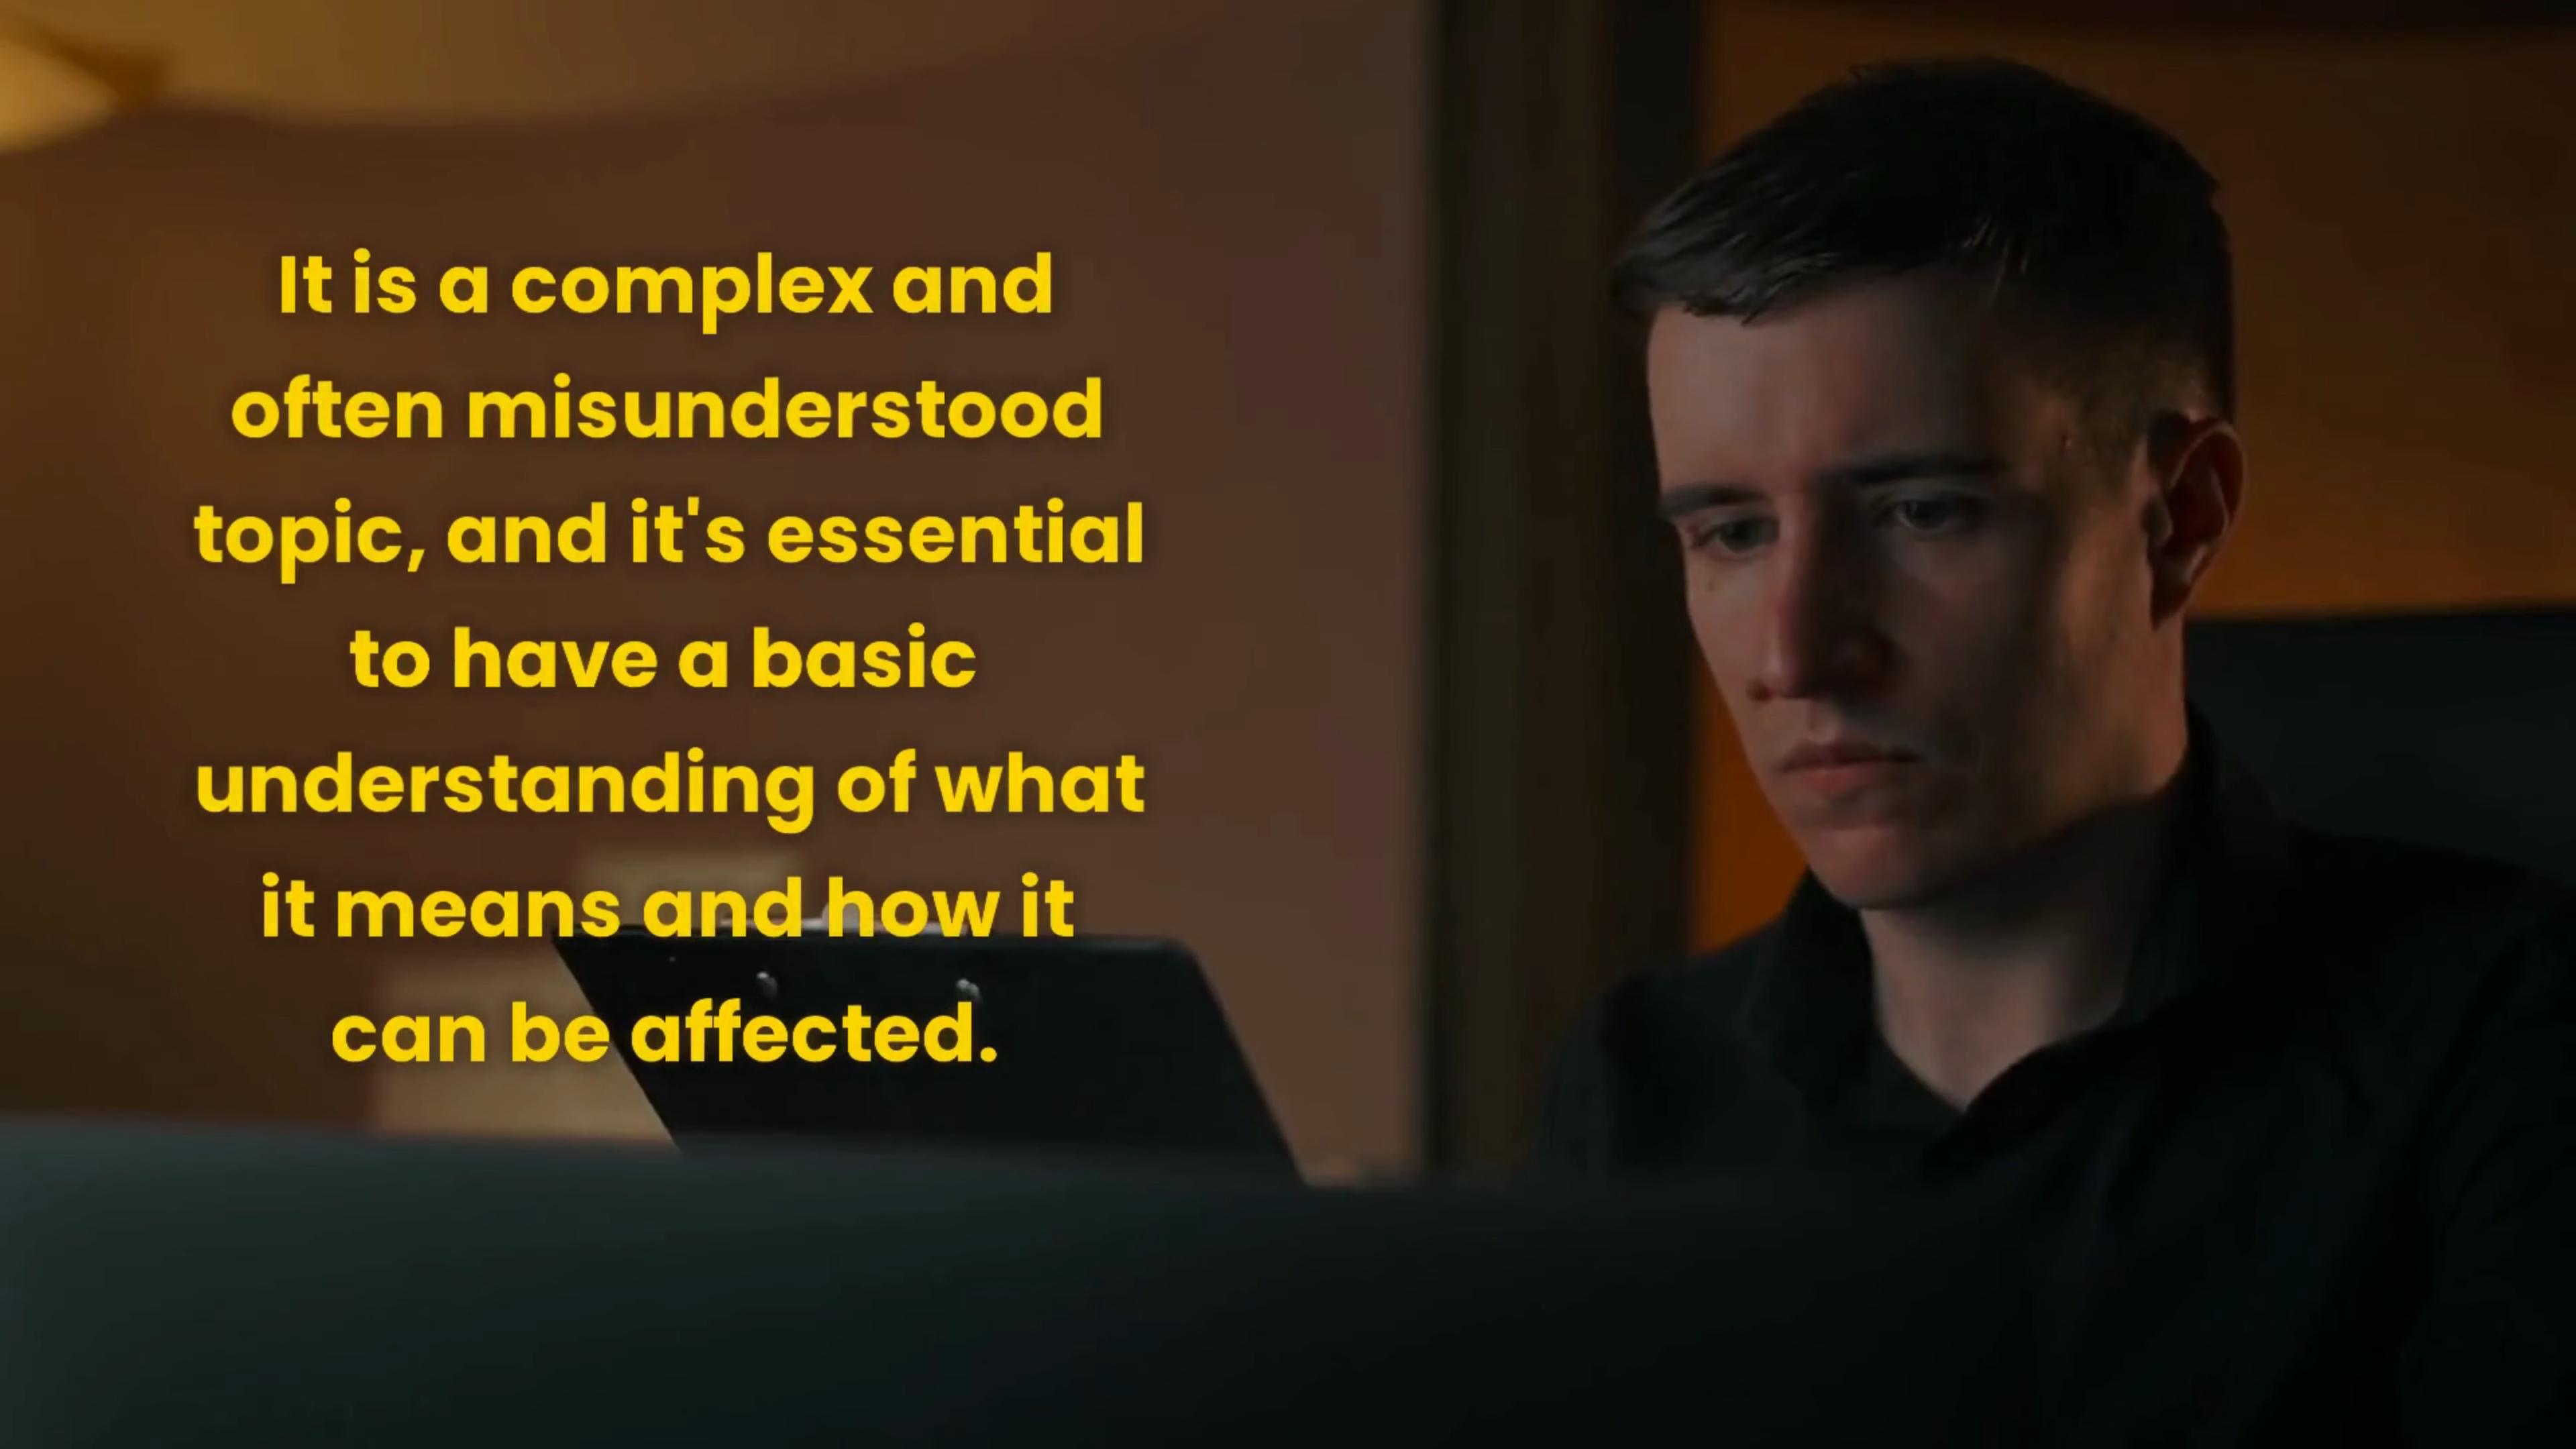 It is a complex and
often misunderstood
topic, and it's essential
to have a basic
understanding of what
it means and how it
can be affected.